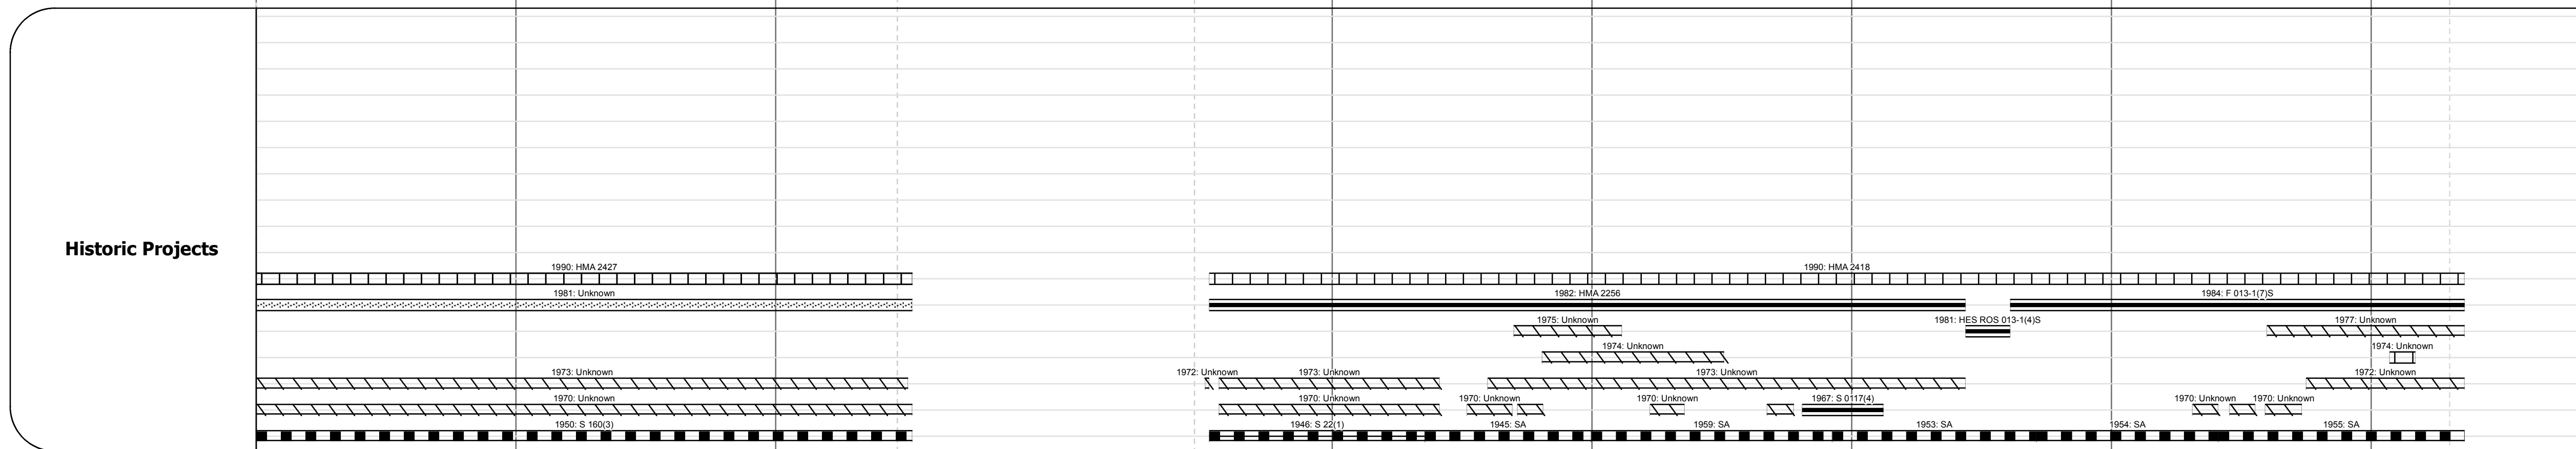 Historic Projects
1990: HMA 2427
1990: HMA 2418
1981: Unknown
1982: HMA 2256
1984: F 013-1(7)S
1975: Unknown
1981: HES ROS 013-1(4)S
1977: Unknown
1974: Unknown
1974: Unknown
1973: Unknown
1972: Unknown
1973: Unknown
1973: Unknown
1972: Unknown
1970: Unknown
1970: Unknown
1970: Unknown
1970: Unknown
1967: S 0117(4)
1970: Unknown
1970: Unknown
1950: S 160(3)
1946: S 22(1)
1945: SA
1959: SA
1953: SA
1954: SA
1955: SA